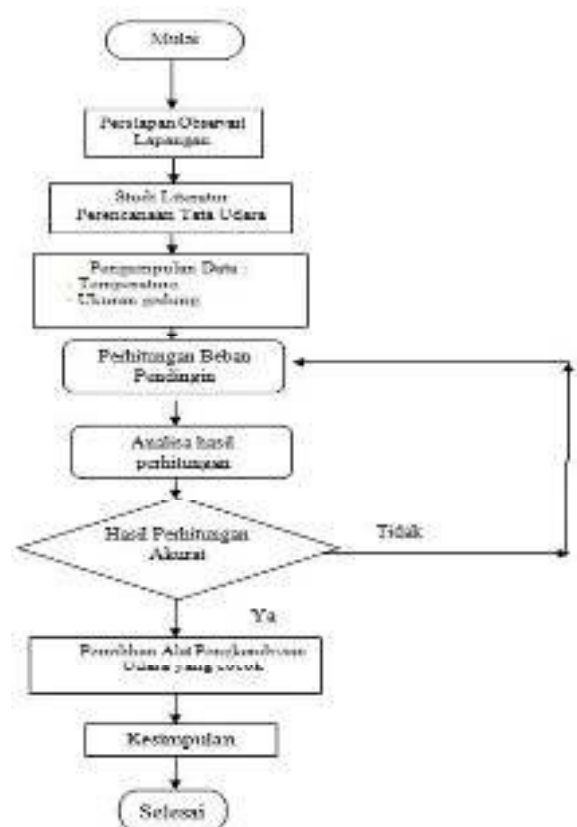 Mulai
Persiapan Observasi
Lapangan
Studi Literatur
Perencanaan Tata Udara
Pengumpulan Data :
- Temperature
- Ukuran gedung
Perhitungan Beban
Pendingin
Analisa hasil
perhitungan
Hasil Perhitungan
Akurat
Tidak
Ya
Pemilihan Alat Pengkondisian
Udara yang cocok
Kesimpulan
Selesai